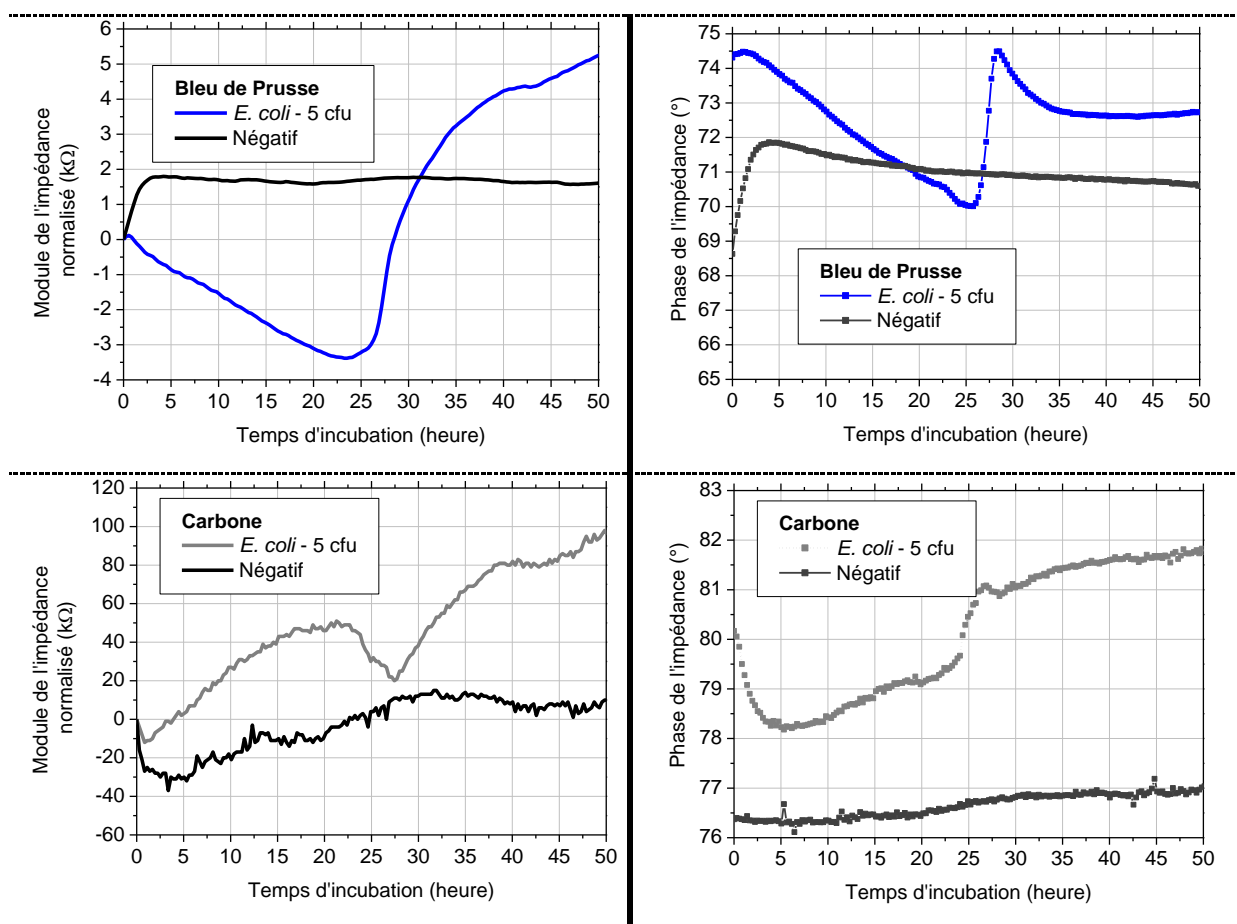 Module de l'impédance
normalisé (kΩ)
6
5
4
3
2
1
0
-1
-2
-3
-4
Bleu de Prusse
E. coli - 5 cfu
Négatif
0 5 10 15 20 25 30 35 40 45 50
Temps d'incubation (heure)
Phase de l'impédance (°)
75
74
73
72
71
70
69
68
67
66
65
Bleu de Prusse
E. coli - 5 cfu
Négatif
0 5 10 15 20 25 30 35 40 45 50
Temps d'incubation (heure)
Module de l'impédance
normalisé (kΩ)
120
100
80
60
40
20
0
-20
-40
-60
Carbone
E. coli - 5 cfu
Négatif
0 5 10 15 20 25 30 35 40 45 50
Temps d'incubation (heure)
Phase de l'impédance (°)
83
82
81
80
79
78
77
76
Carbone
E. coli - 5 cfu
Négatif
0 5 10 15 20 25 30 35 40 45 50
Temps d'incubation (heure)